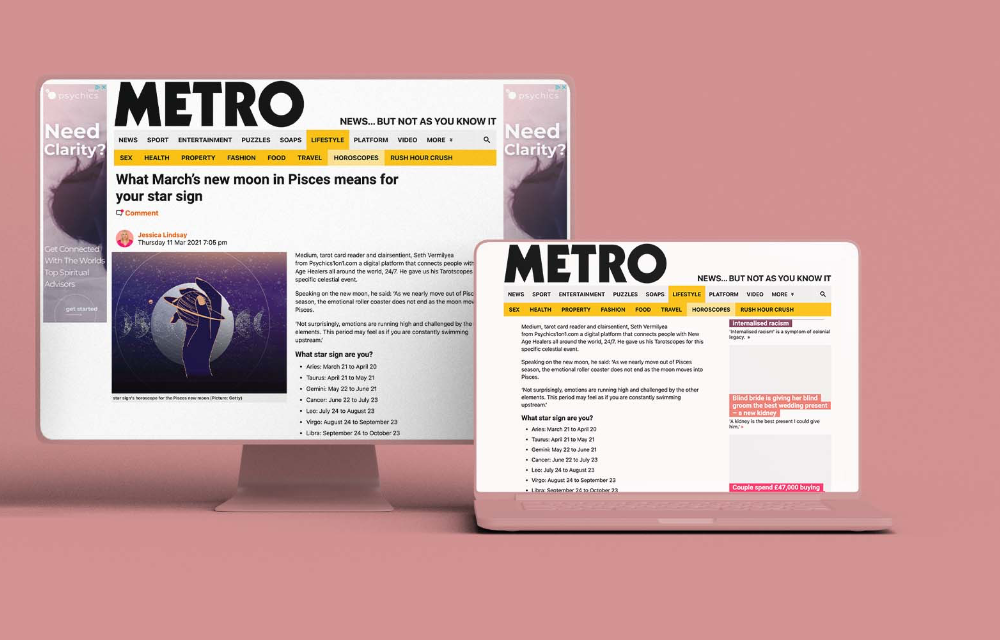 psychics
Need
Clarity?
Get Connected
With The Worlds
Top Spiritual
Advisors
get started
METRO
NEWS... BUT NOT AS YOU KNOW IT
NEWS SPORT ENTERTAINMENT PUZZLES SOAPS LIFESTYLE PLATFORM VIDEO MORE
SEX HEALTH PROPERTY FASHION FOOD TRAVEL HOROSCOPES RUSH HOUR CRUSH
What March's new moon in Pisces means for
your star sign
Comment
Jessica Lindsay
Thursday 11 Mar 2021 7:05 pm
star sign's horoscope for the Pisces new moon (Picture: Getty)
Medium, tarot card reader and clairsentient, Seth Vermilyea
from Psychics1on1.com a digital platform that connects people with
Age Healers all around the world, 24/7. He gave us his Tarotscopes
specific celestial event.
Speaking on the new moon, he said: 'As we nearly move out of Pisc
season, the emotional roller coaster does not end as the moon mov
Pisces.
'Not surprisingly, emotions are running high and challenged by the
elements. This period may feel as if you are constantly swimming
upstream.'
What star sign are you?
• Aries: March 21 to April 20
• Taurus: April 21 to May 21
• Gemini: May 22 to June 21
• Cancer: June 22 to July 23
• Leo: July 24 to August 23
• Virgo: August 24 to September 23
• Libra: September 24 to October 23
psychics
Need
Clarity?
METRO
NEWS... BUT NOT AS YOU KNOW IT
NEWS SPORT ENTERTAINMENT PUZZLES SOAPS LIFESTYLE PLATFORM VIDEO MORE
SEX HEALTH PROPERTY FASHION FOOD TRAVEL HOROSCOPES RUSH HOUR CRUSH
Medium, tarot card reader and clairsentient, Seth Vermilyea
from Psychics1on1.com a digital platform that connects people with New
Age Healers all around the world, 24/7. He gave us his Tarotscopes for this
specific celestial event.
Speaking on the new moon, he said: 'As we nearly move out of Pisces
season, the emotional roller coaster does not end as the moon moves into
Pisces.
'Not surprisingly, emotions are running high and challenged by the other
elements. This period may feel as if you are constantly swimming
upstream.'
What star sign are you?
• Aries: March 21 to April 20
• Taurus: April 21 to May 21
• Gemini: May 22 to June 21
• Cancer: June 22 to July 23
• Leo: July 24 to August 23
• Virgo: August 24 to September 23
• Libra: September 24 to October 23
internalised racism
'Internalised racism' is a symptom of colonial
legacy.
Blind bride is giving her blind
groom the best wedding present
– a new kidney
'A kidney is the best present I could give
him.'
Couple spend £47,000 buying